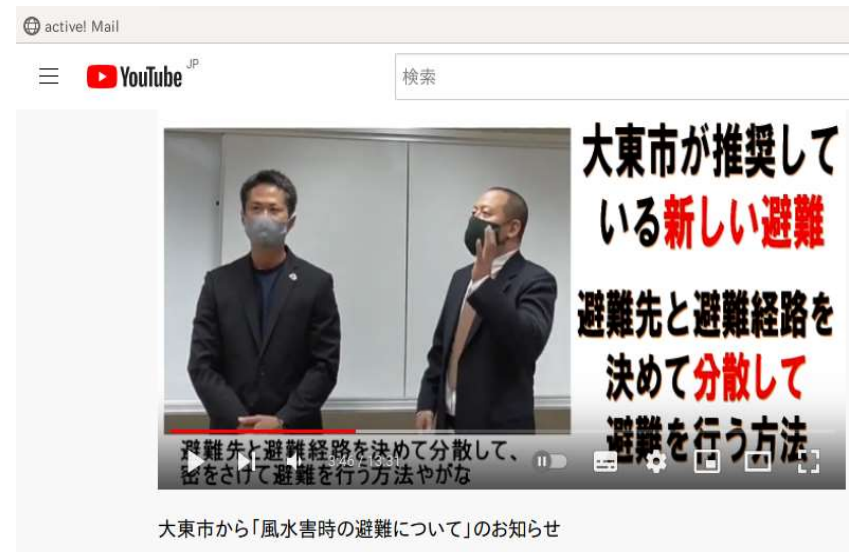 active! Mail
YouTube JP
検索
大東市が推奨して
いる新しい避難
避難先と避難経路を
決めて分散して
避難を行う方法
避難先と避難経路を決めて分散して、
密をさけて避難を行う方法やがな
3:46 / 13:31
大東市から「風水害時の避難について」のお知らせ